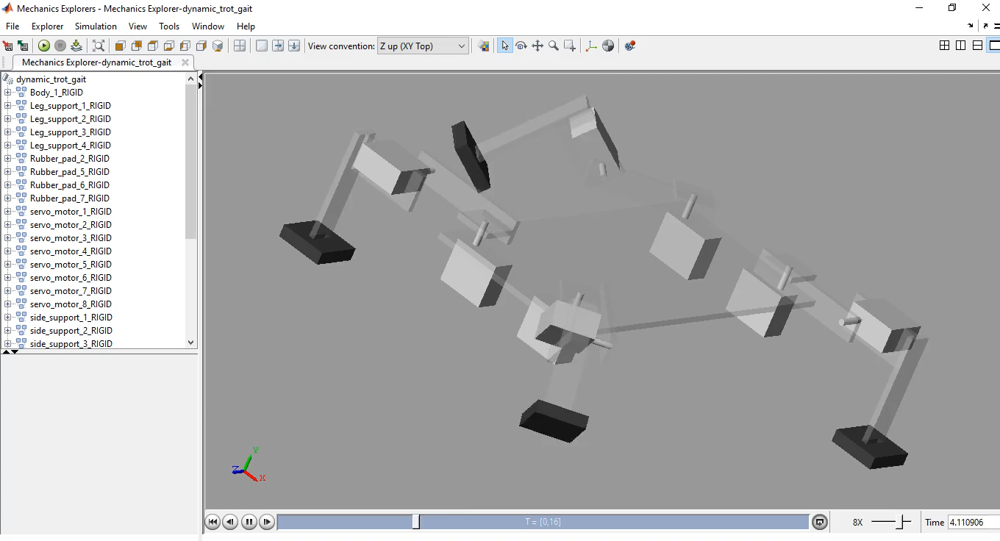 Mechanics Explorers - Mechanics Explorer-dynamic_trot_gait
File Explorer Simulation View Tools Window Help
View convention: Z up (XY Top)
Mechanics Explorer-dynamic_trot_gait
dynamic_trot_gait
Body_1_RIGID
Leg_support_1_RIGID
Leg_support_2_RIGID
Leg_support_3_RIGID
Leg_support_4_RIGID
Rubber_pad_2_RIGID
Rubber_pad_5_RIGID
Rubber_pad_6_RIGID
Rubber_pad_7_RIGID
servo_motor_1_RIGID
servo_motor_2_RIGID
servo_motor_3_RIGID
servo_motor_4_RIGID
servo_motor_5_RIGID
servo_motor_6_RIGID
servo_motor_7_RIGID
servo_motor_8_RIGID
side_support_1_RIGID
side_support_2_RIGID
side_support_3_RIGID
Y
Z
X
T = [0,16]
8X
Time 4.110906